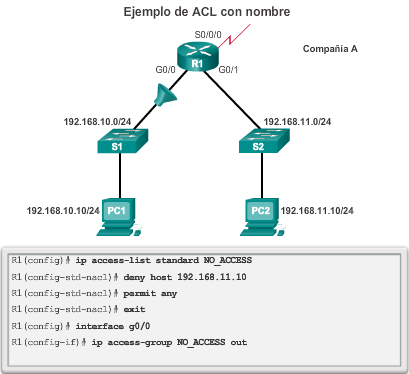 Ejemplo de ACL con nombre
S0/0/0
Compañía A
R1
G0/0
G0/1
192.168.10.0/24
192.168.11.0/24
S1
S2
PC1
PC2
192.168.10.10/24
192.168.11.10/24
R1(config)# ip access-list standard NO_ACCESS
R1(config-std-nacl)# deny host 192.168.11.10
R1(config-std-nacl)# permit any
R1(config-std-nacl)# exit
R1(config)# interface g0/0
R1(config-if)# ip access-group NO_ACCESS out